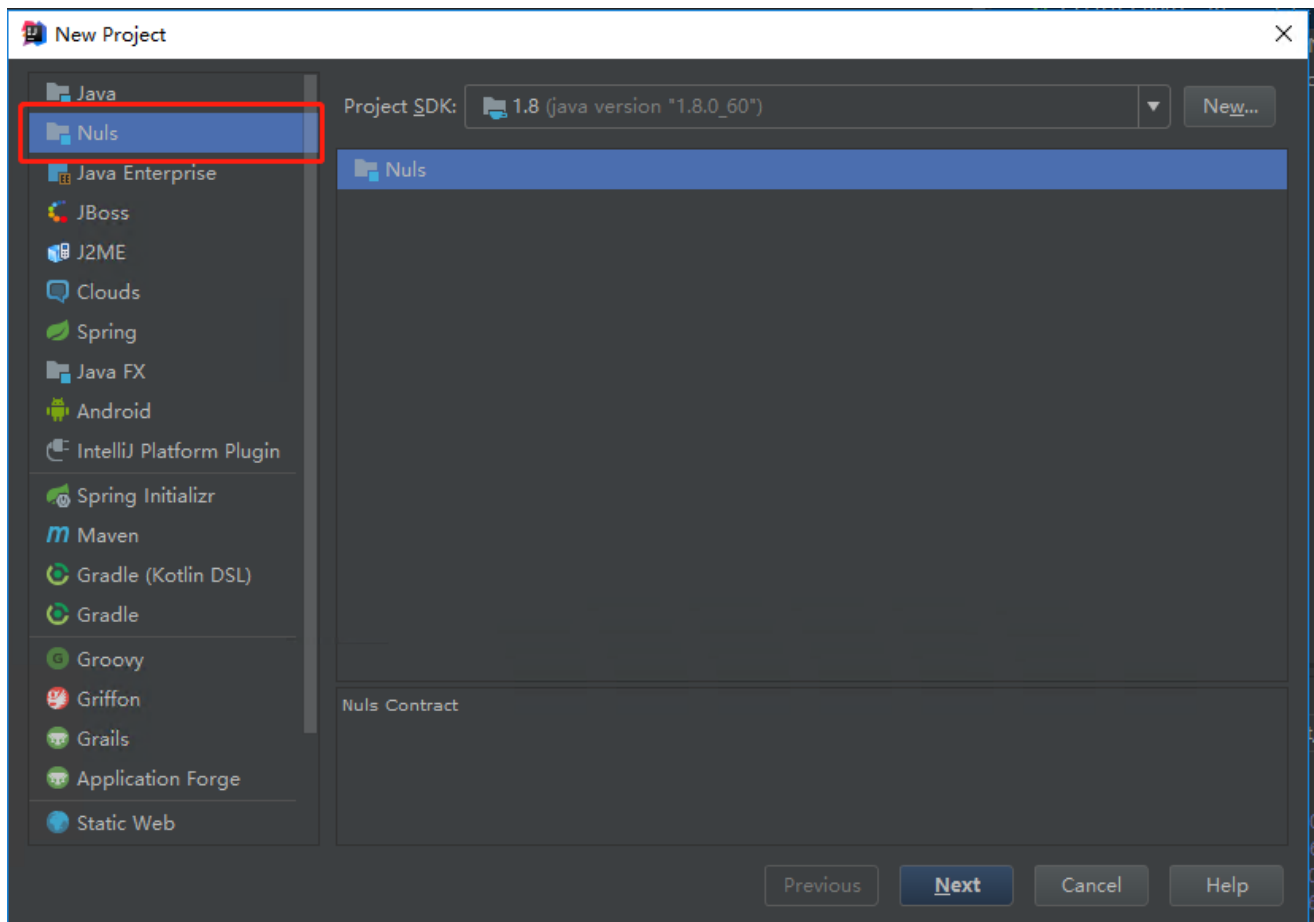 New Project
Java
Nuls
Java Enterprise
JBoss
J2ME
Clouds
Spring
Java FX
Android
IntelliJ Platform Plugin
Spring Initializr
Maven
Gradle (Kotlin DSL)
Gradle
Groovy
Griffon
Grails
Application Forge
Static Web
Project SDK: 1.8 (java version "1.8.0_60") New...
Nuls
Nuls Contract
Previous Next Cancel Help